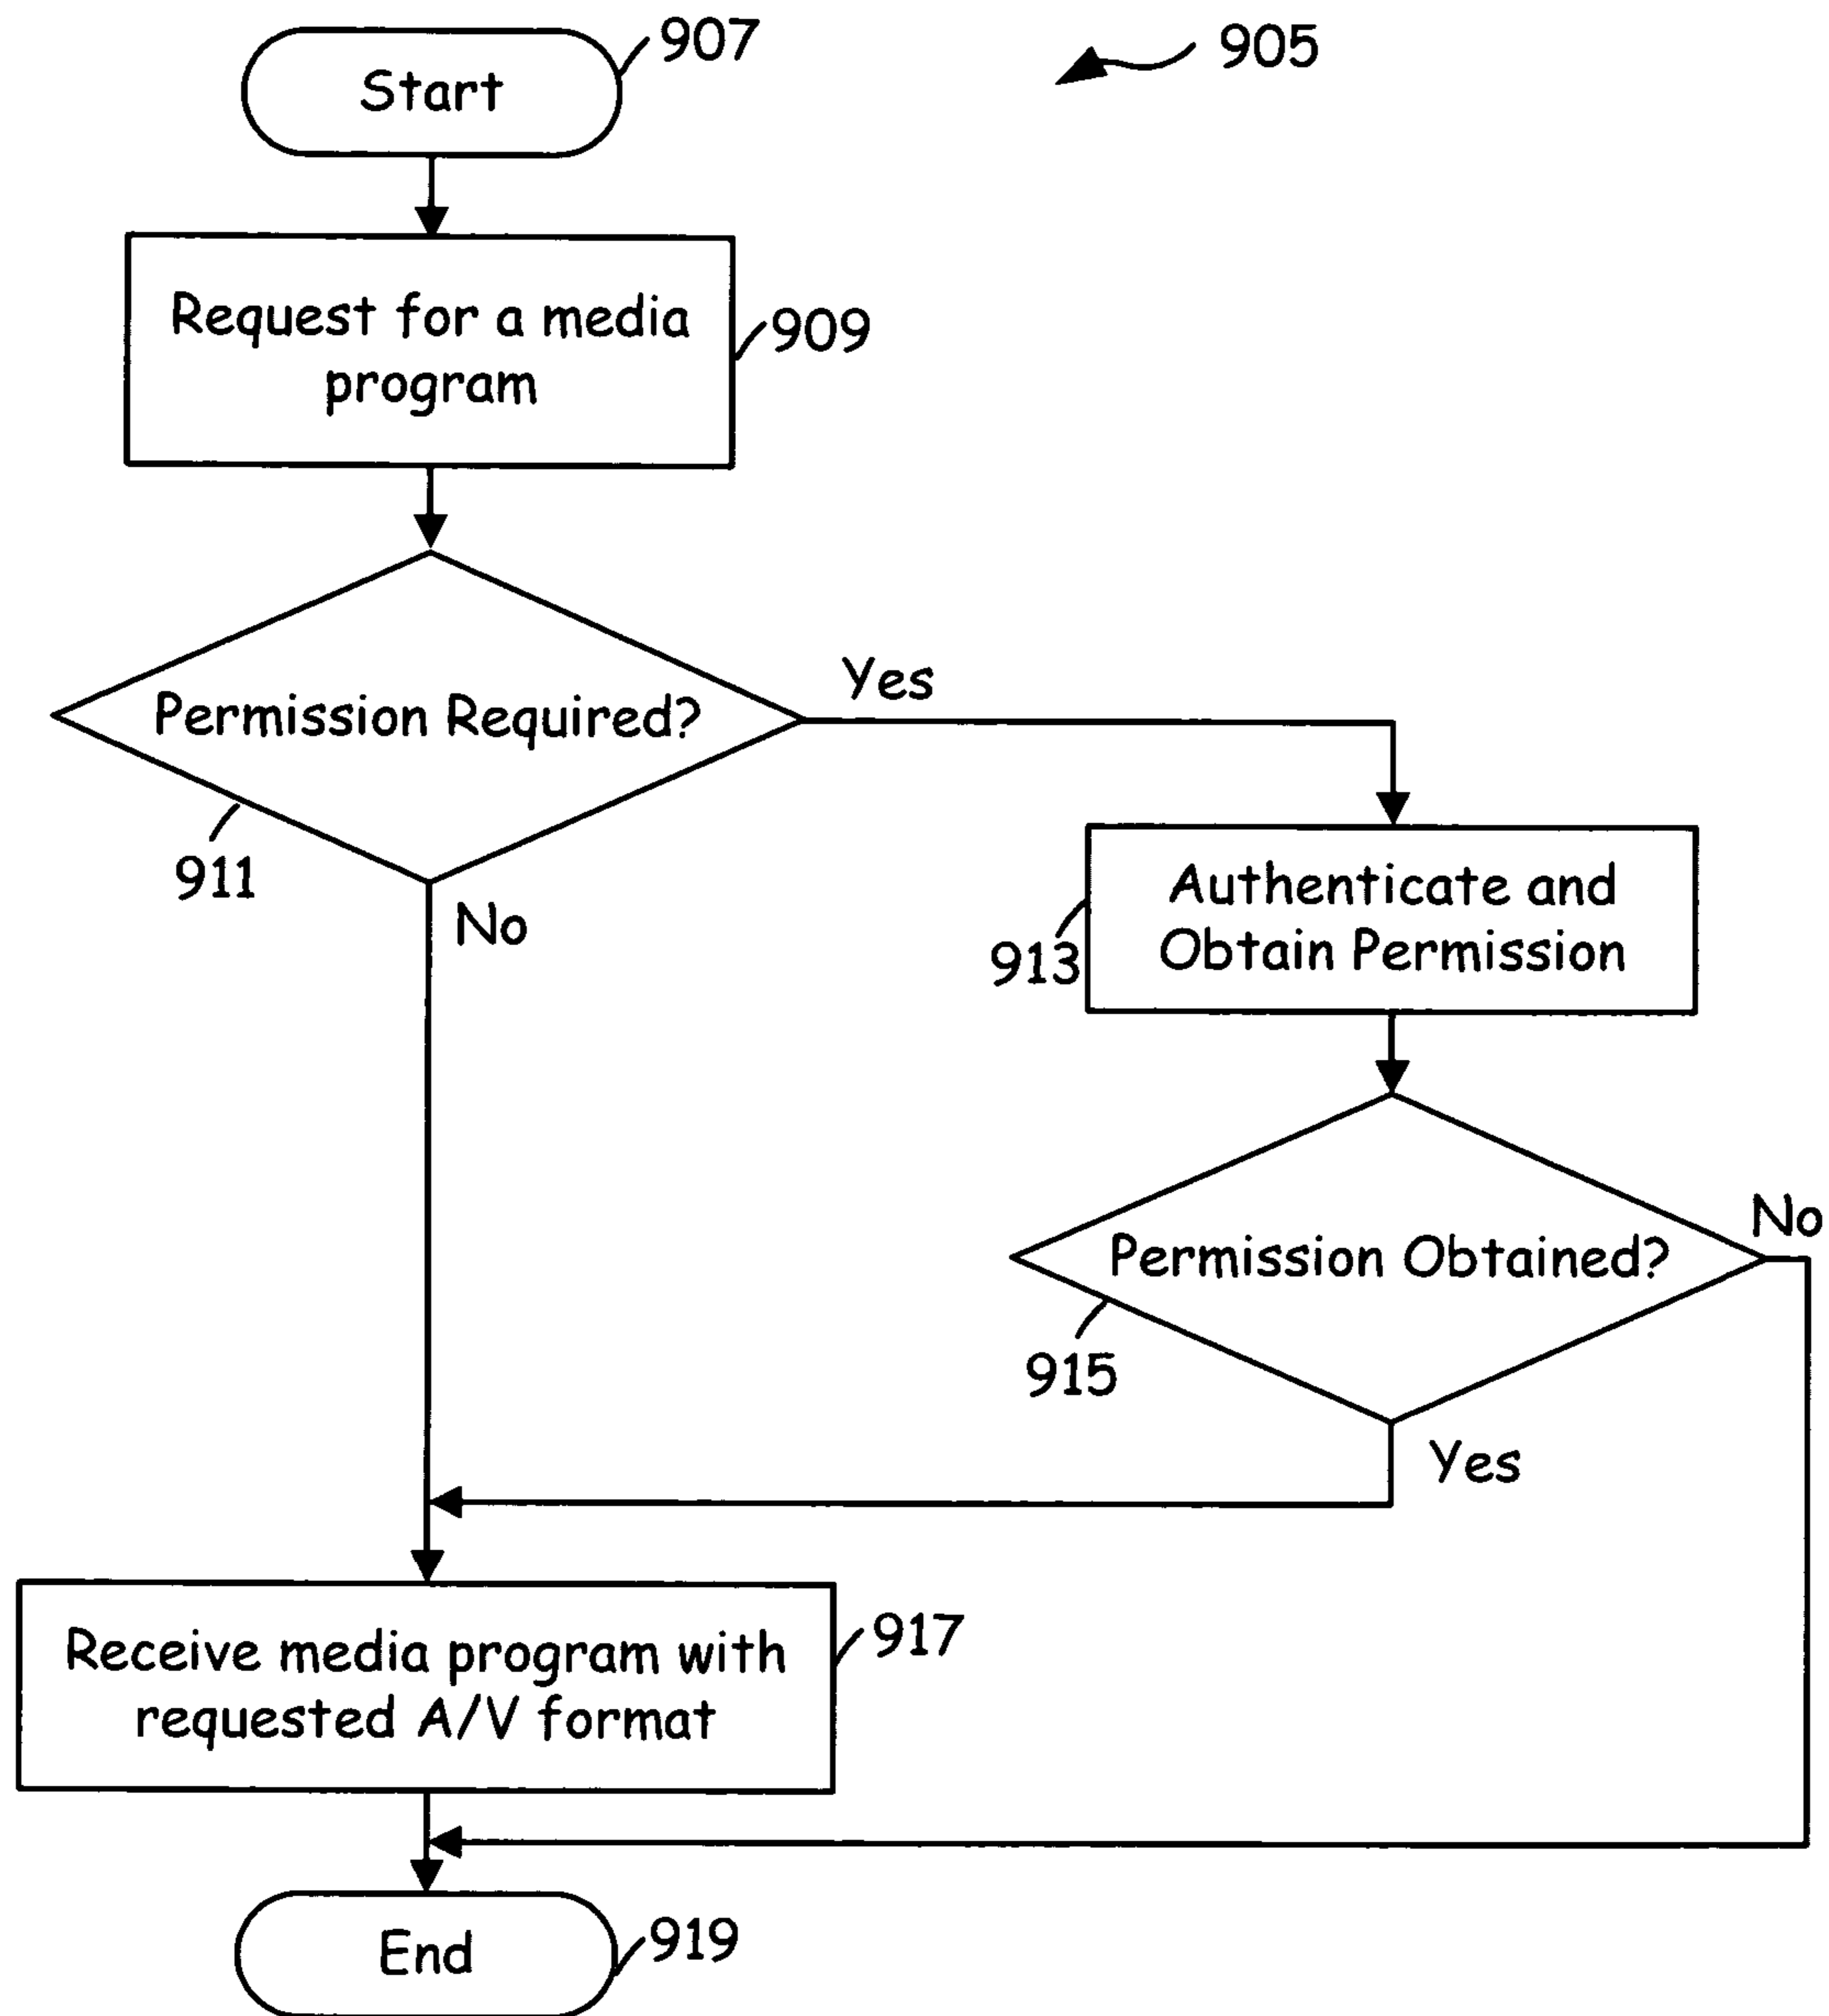 907
905
Start
Request for a media
program
909
Permission Required?
Yes
911
No
Authenticate and
Obtain Permission
913
Permission Obtained?
No
915
Yes
Receive media program with
requested A/V format
917
End
919